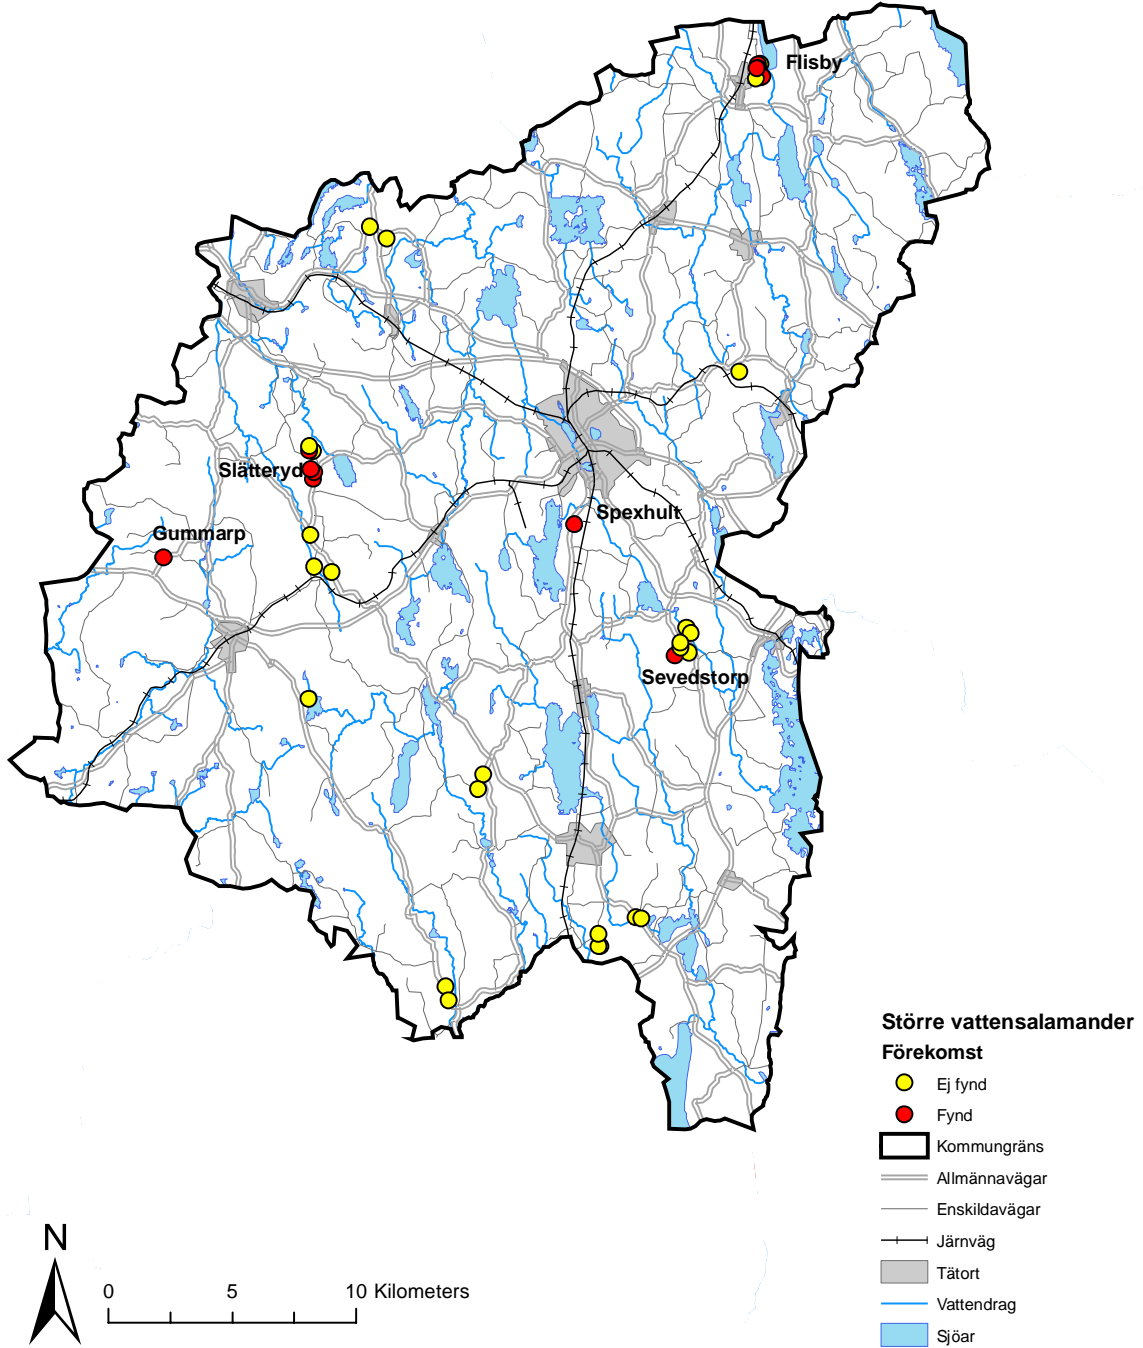 Flisby
Slätteryd
Spexhult
Gummarp
Sevedstorp
Större vattensalamander
Förekomst
Ej fynd
Fynd
Kommungräns
Allmännavägar
Enskildavägar
Järnväg
Tätort
Vattendrag
Sjöar
N
0 5 10 Kilometers